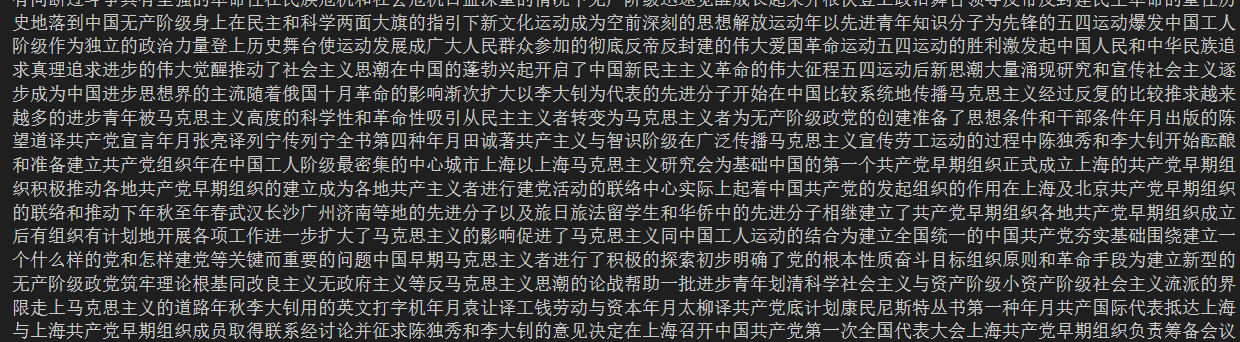 史地落到中国无产阶级身上在民主和科学两面大旗的指引下新文化运动成为空前深刻的思想解放运动年以先进青年知识分子为先锋的五四运动爆发中国工人
阶级作为独立的政治力量登上历史舞台使运动发展成广大人民群众参加的彻底反帝反封建的伟大爱国革命运动五四运动的胜利激发起中国人民和中华民族追
求真理追求进步的伟大觉醒推动了社会主义思潮在中国的蓬勃兴起开启了中国新民主主义革命的伟大征程五四运动后新思潮大量涌现研究和宣传社会主义逐
步成为中国进步思想界的主流随着俄国十月革命的影响渐次扩大以李大钊为代表的先进分子开始在中国比较系统地传播马克思主义经过反复的比较推求越来
越多的进步青年被马克思主义高度的科学性和革命性吸引从民主主义者转变为马克思主义者为无产阶级政党的创建准备了思想条件和干部条件年月出版的陈
望道译共产党宣言年月张亮译列宁传列宁全书第四种年月田诚著共产主义与智识阶级在广泛传播马克思主义宣传劳工运动的过程中陈独秀和李大钊开始酝酿
和准备建立共产党组织年在中国工人阶级最密集的中心城市上海以上海马克思主义研究会为基础中国的第一个共产党早期组织正式成立上海的共产党早期组
织积极推动各地共产党早期组织的建立成为各地共产主义者进行建党活动的联络中心实际上起着中国共产党的发起组织的作用在上海及北京共产党早期组织
的联络和推动下年秋至年春武汉长沙广州济南等地的先进分子以及旅日旅法留学生和华侨中的先进分子相继建立了共产党早期组织各地共产党早期组织成立
后有组织有计划地开展各项工作进一步扩大了马克思主义的影响促进了马克思主义同中国工人运动的结合为建立全国统一的中国共产党夯实基础围绕建立一
个什么样的党和怎样建党等关键而重要的问题中国早期马克思主义者进行了积极的探索初步明确了党的根本性质奋斗目标组织原则和革命手段为建立新型的
无产阶级政党筑牢理论根基同改良主义无政府主义等反马克思主义思潮的论战帮助一批进步青年划清科学社会主义与资产阶级小资产阶级社会主义流派的界
限走上马克思主义的道路年秋李大钊用的英文打字机年月袁让译工钱劳动与资本年月太柳译共产党底计划康民尼斯特丛书第一种年月共产国际代表抵达上海
与上海共产党早期组织成员取得联系经讨论并征求陈独秀和李大钊的意见决定在上海召开中国共产党第一次全国代表大会上海共产党早期组织负责筹备会议